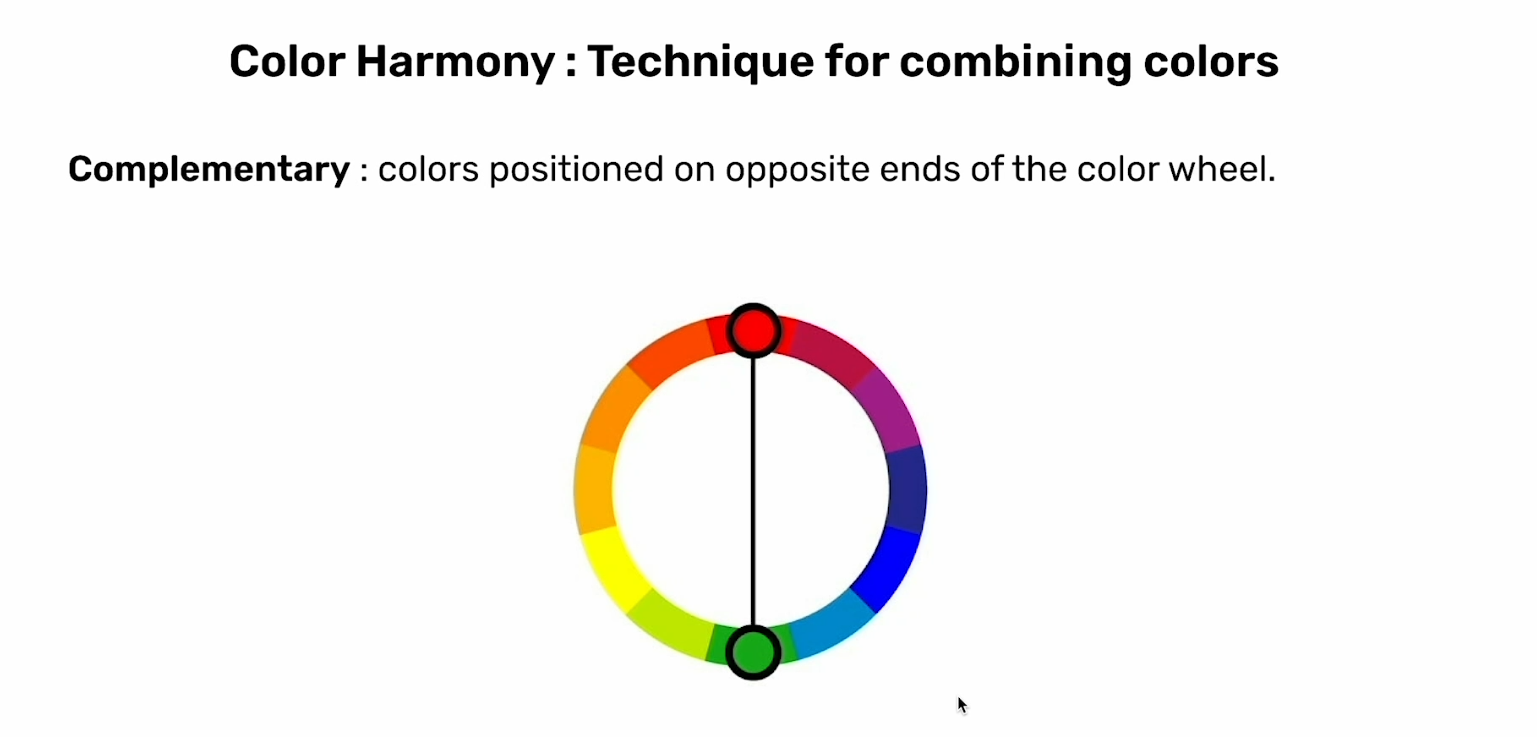 Color Harmony : Technique for combining colors
Complementary : colors positioned on opposite ends of the color wheel.